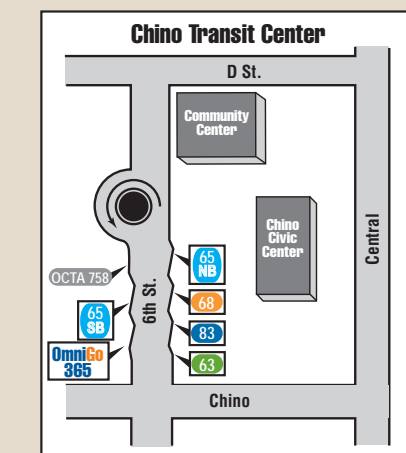 Chino Transit Center
D St.
Community
Center
Chino
Civic
Center
Central
6th St.
OCTA 758
65
NB
65
SB
68
83
OmniGo
365
63
Chino